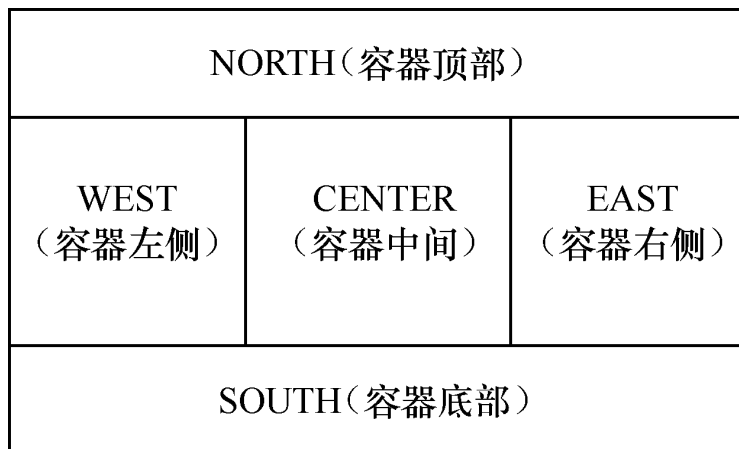 NORTH（容器顶部）
WEST
（容器左侧）
CENTER
（容器中间）
EAST
（容器右侧）
SOUTH（容器底部）